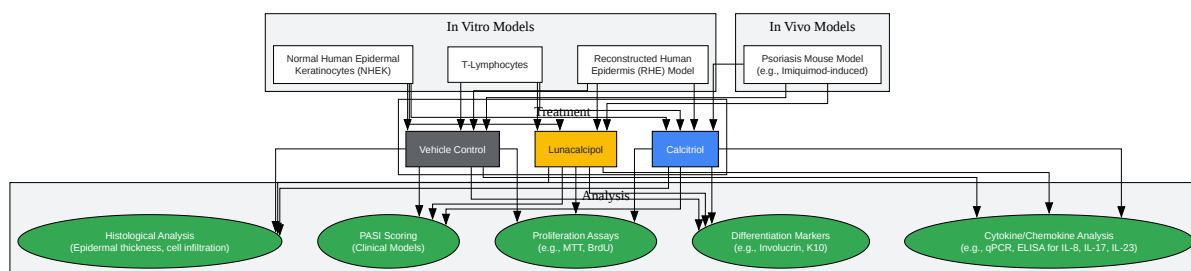 In Vitro Models
In Vivo Models
Normal Human Epidermal
Keratinocytes (NHEK)
T-Lymphocytes
Reconstructed Human
Epidermis (RHE) Model
Psoriasis Mouse Model
(e.g., Imiquimod-induced)
Treatment
Vehicle Control
Lunacalcipol
Calcitriol
Analysis
Histological Analysis
(Epidermal thickness, cell infiltration)
PASI Scoring
(Clinical Models)
Proliferation Assays
(e.g., MTT, BrdU)
Differentiation Markers
(e.g., Involucrin, K10)
Cytokine/Chemokine Analysis
(e.g., qPCR, ELISA for IL-8, IL-17, IL-23)